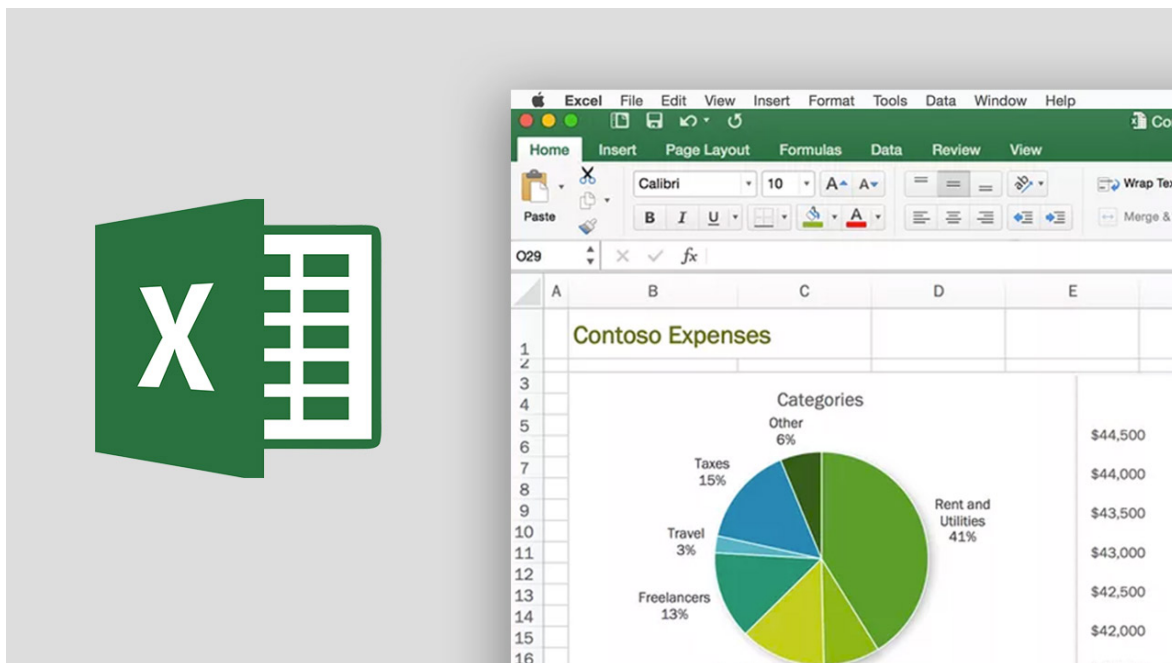 X
Excel File Edit View Insert Format Tools Data Window Help
Home Insert Page Layout Formulas Data Review View
Calibri 10 A A
Paste B I U A
Wrap
Merge &
O29 fx
A B C D E
1 Contoso Expenses
2
3
4 Categories
5 Other
6 6%
$44,500
7 Taxes
8 15%
$44,000
9 Rent and
$43,500
10 Travel Utilities
11 3% 41%
$43,000
12
13 Freelancers
$42,500
14 13%
15
$42,000
16